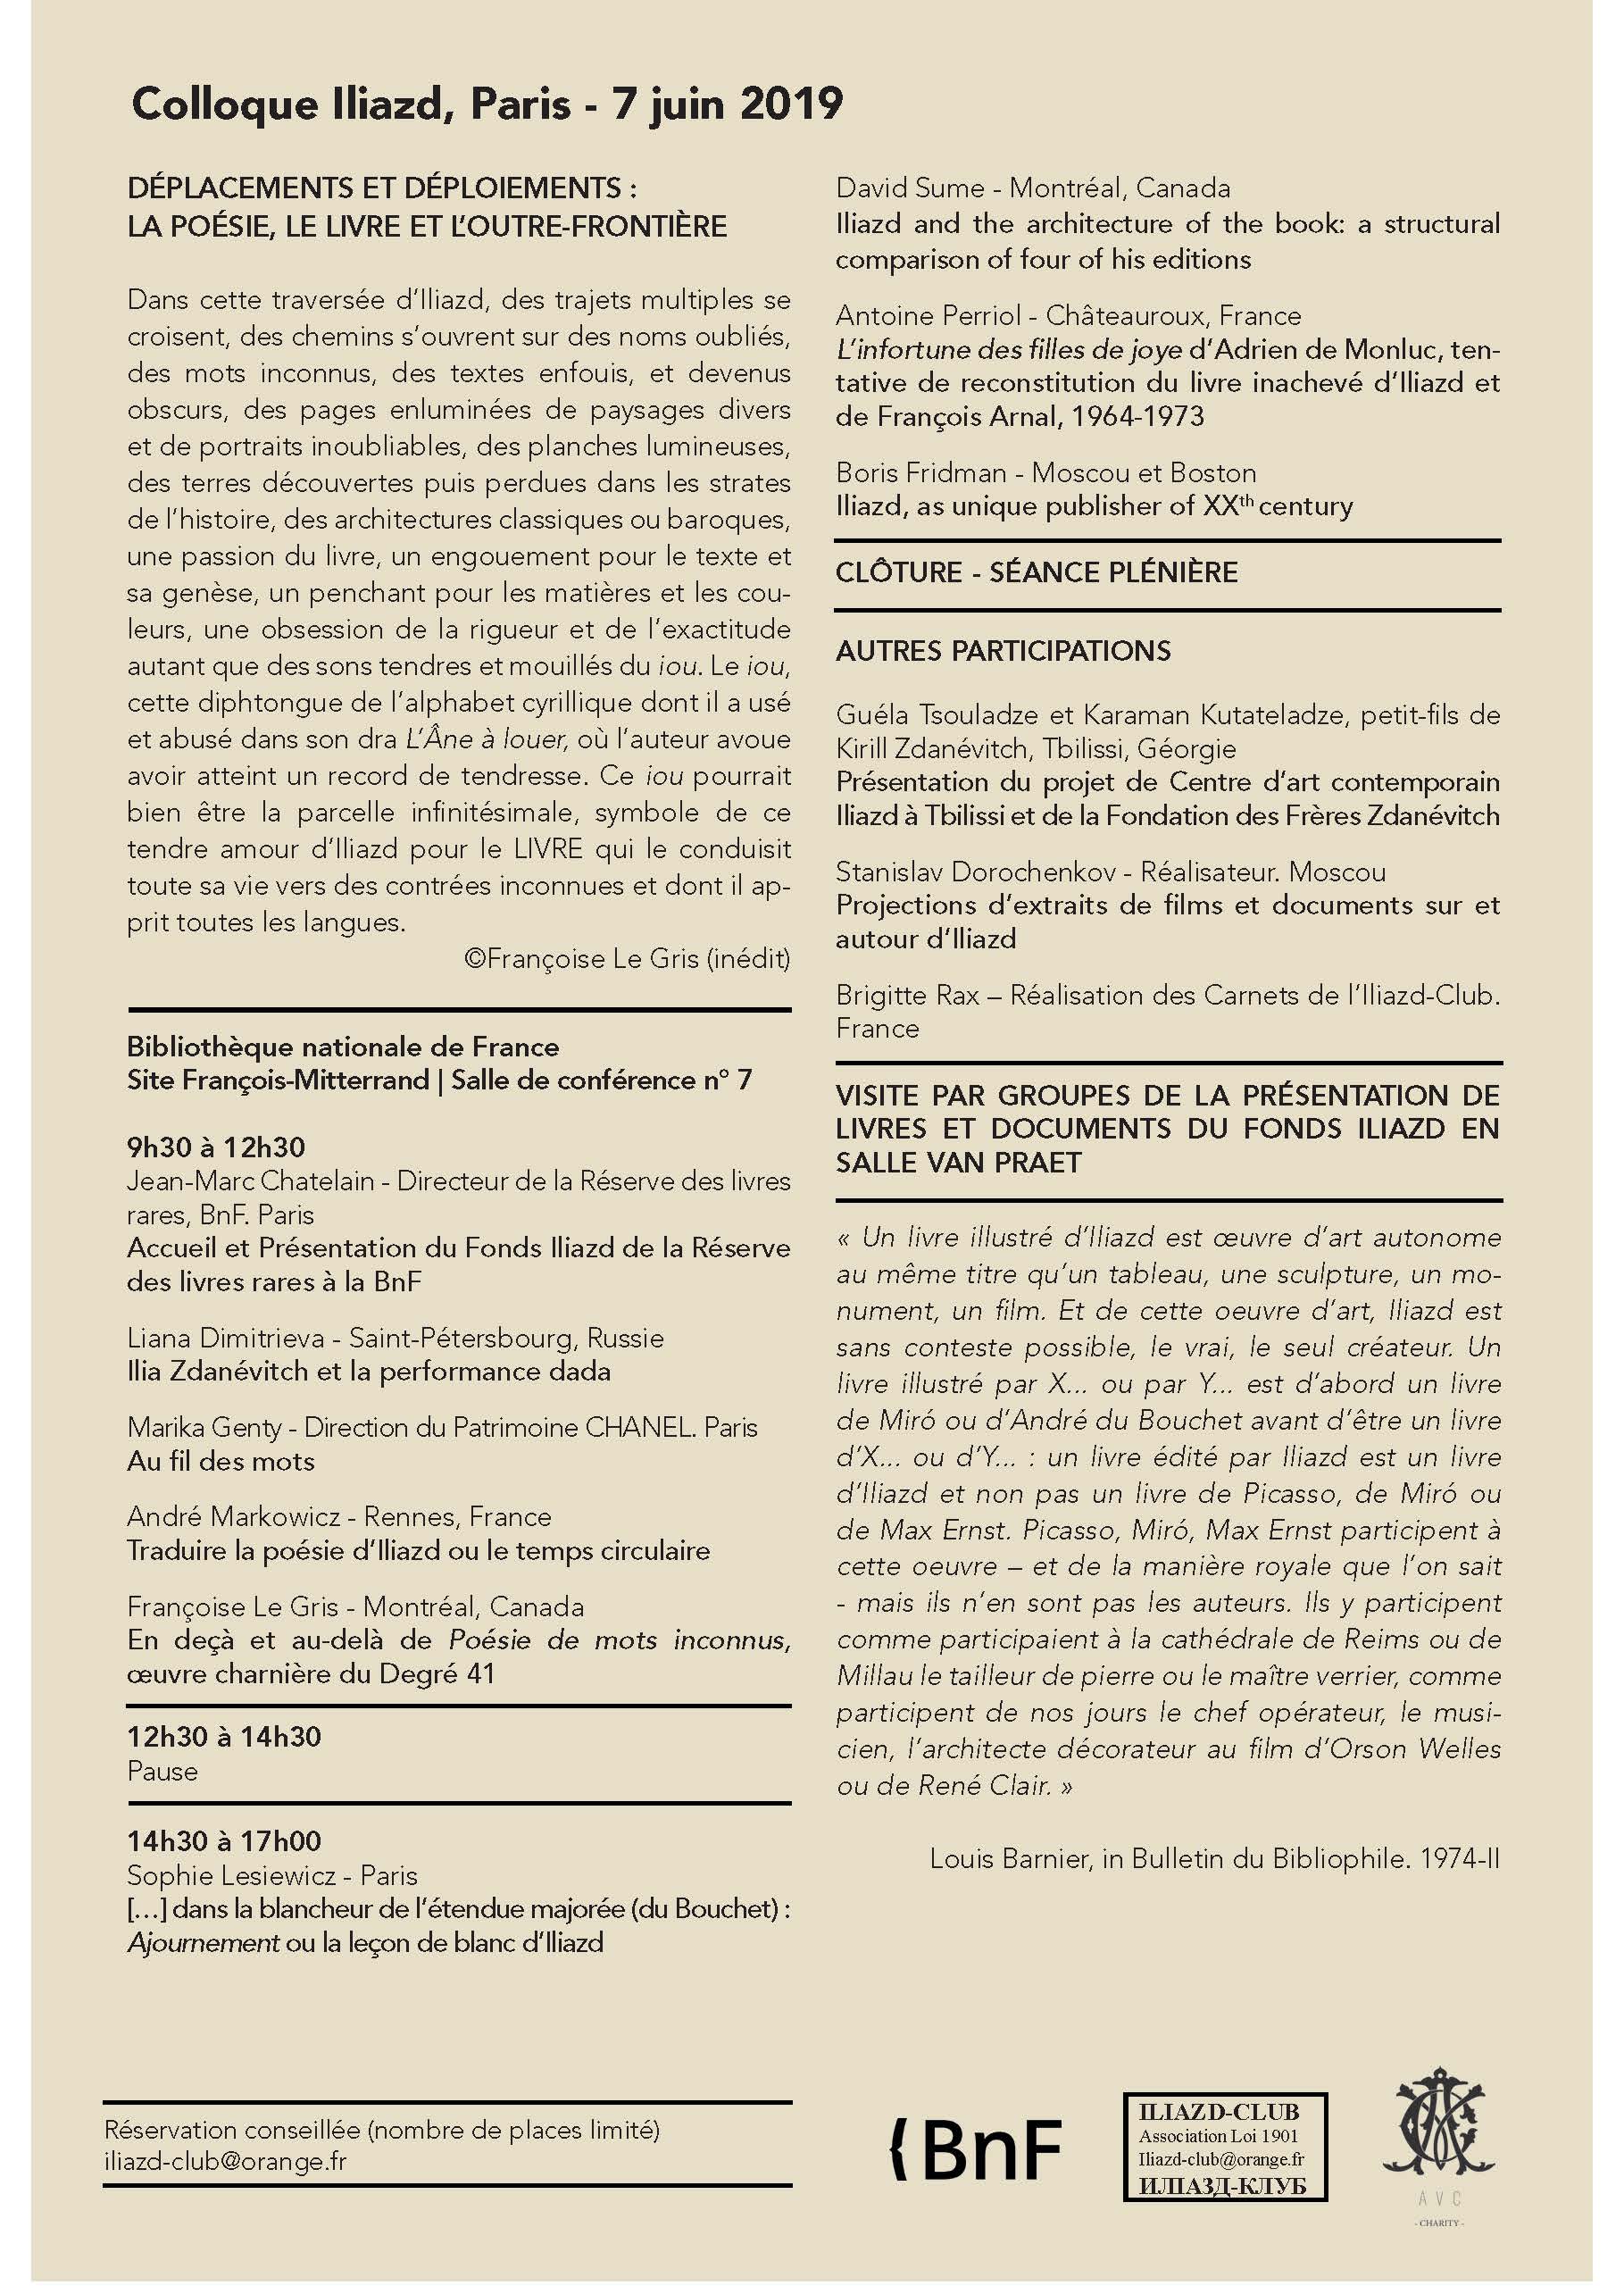 Colloque Iliazd, Paris - 7 juin 2019
DÉPLACEMENTS ET DÉPLOIEMENTS :
LA POÉSIE, LE LIVRE ET L'OUTRE-FRONTIÈRE
Dans cette traversée d'Iliazd, des trajets multiples se
croisent, des chemins s'ouvrent sur des noms oubliés,
des mots inconnus, des textes enfouis, et devenus
obscurs, des pages enluminées de paysages divers
et de portraits inoubliables, des planches lumineuses,
des terres découvertes puis perdues dans les strates
de l'histoire, des architectures classiques ou baroques,
une passion du livre, un engouement pour le texte et
sa genèse, un penchant pour les matières et les cou-
leurs, une obsession de la rigueur et de l'exactitude
autant que des sons tendres et mouillés du iou. Le iou,
cette diphtongue de l'alphabet cyrillique dont il a usé
et abusé dans son dra L'Âne à louer, où l'auteur avoue
avoir atteint un record de tendresse. Ce iou pourrait
bien être la parcelle infinitésimale, symbole de ce
tendre amour d'Iliazd pour le LIVRE qui le conduisit
toute sa vie vers des contrées inconnues et dont il ap-
prit toutes les langues.
©Françoise Le Gris (inédit)
Bibliothèque nationale de France
Site François-Mitterrand | Salle de conférence n° 7
9h30 à 12h30
Jean-Marc Chatelain - Directeur de la Réserve des livres
rares, BnF. Paris
Accueil et Présentation du Fonds Iliazd de la Réserve
des livres rares à la BnF
Liana Dimitrieva - Saint-Pétersbourg, Russie
Ilia Zdanévitch et la performance dada
Marika Genty - Direction du Patrimoine CHANEL. Paris
Au fil des mots
André Markowicz - Rennes, France
Traduire la poésie d'Iliazd ou le temps circulaire
Françoise Le Gris - Montréal, Canada
En deçà et au-delà de Poésie de mots inconnus,
œuvre charnière du Degré 41
12h30 à 14h30
Pause
14h30 à 17h00
Sophie Lesiewicz - Paris
[…] dans la blancheur de l'étendue majorée (du Bouchet) :
Ajournement ou la leçon de blanc d'Iliazd
David Sume - Montréal, Canada
Iliazd and the architecture of the book: a structural
comparison of four of his editions
Antoine Perriol - Châteauroux, France
L'infortune des filles de joye d'Adrien de Monluc, ten-
tative de reconstitution du livre inachevé d'Iliazd et
de François Arnal, 1964-1973
Boris Fridman - Moscou et Boston
Iliazd, as unique publisher of XXth century
CLÔTURE - SÉANCE PLÉNIÈRE
AUTRES PARTICIPATIONS
Guéla Tsouladze et Karaman Kutateladze, petit-fils de
Kirill Zdanévitch, Tbilissi, Géorgie
Présentation du projet de Centre d'art contemporain
Iliazd à Tbilissi et de la Fondation des Frères Zdanévitch
Stanislav Dorochenkov - Réalisateur. Moscou
Projections d'extraits de films et documents sur et
autour d'Iliazd
Brigitte Rax – Réalisation des Carnets de l'Iliazd-Club.
France
VISITE PAR GROUPES DE LA PRÉSENTATION DE
LIVRES ET DOCUMENTS DU FONDS ILIAZD EN
SALLE VAN PRAET
« Un livre illustré d'Iliazd est œuvre d'art autonome
au même titre qu'un tableau, une sculpture, un mo-
nument, un film. Et de cette oeuvre d'art, Iliazd est
sans conteste possible, le vrai, le seul créateur. Un
livre illustré par X... ou par Y... est d'abord un livre
de Miró ou d'André du Bouchet avant d'être un livre
d'X... ou d'Y... : un livre édité par Iliazd est un livre
d'Iliazd et non pas un livre de Picasso, de Miró ou
de Max Ernst. Picasso, Miró, Max Ernst participent à
cette oeuvre – et de la manière royale que l'on sait
- mais ils n'en sont pas les auteurs. Ils y participent
comme participaient à la cathédrale de Reims ou de
Millau le tailleur de pierre ou le maître verrier, comme
participent de nos jours le chef opérateur, le musi-
cien, l'architecte décorateur au film d'Orson Welles
ou de René Clair. »
Louis Barnier, in Bulletin du Bibliophile. 1974-II
Réservation conseillée (nombre de places limité)
iliazd-club@orange.fr
BnF
ILIAZD-CLUB
Association Loi 1901
Iliazd-club@orange.fr
ИЛІАЗД-КЛУБ
AVC
- CHARITY -